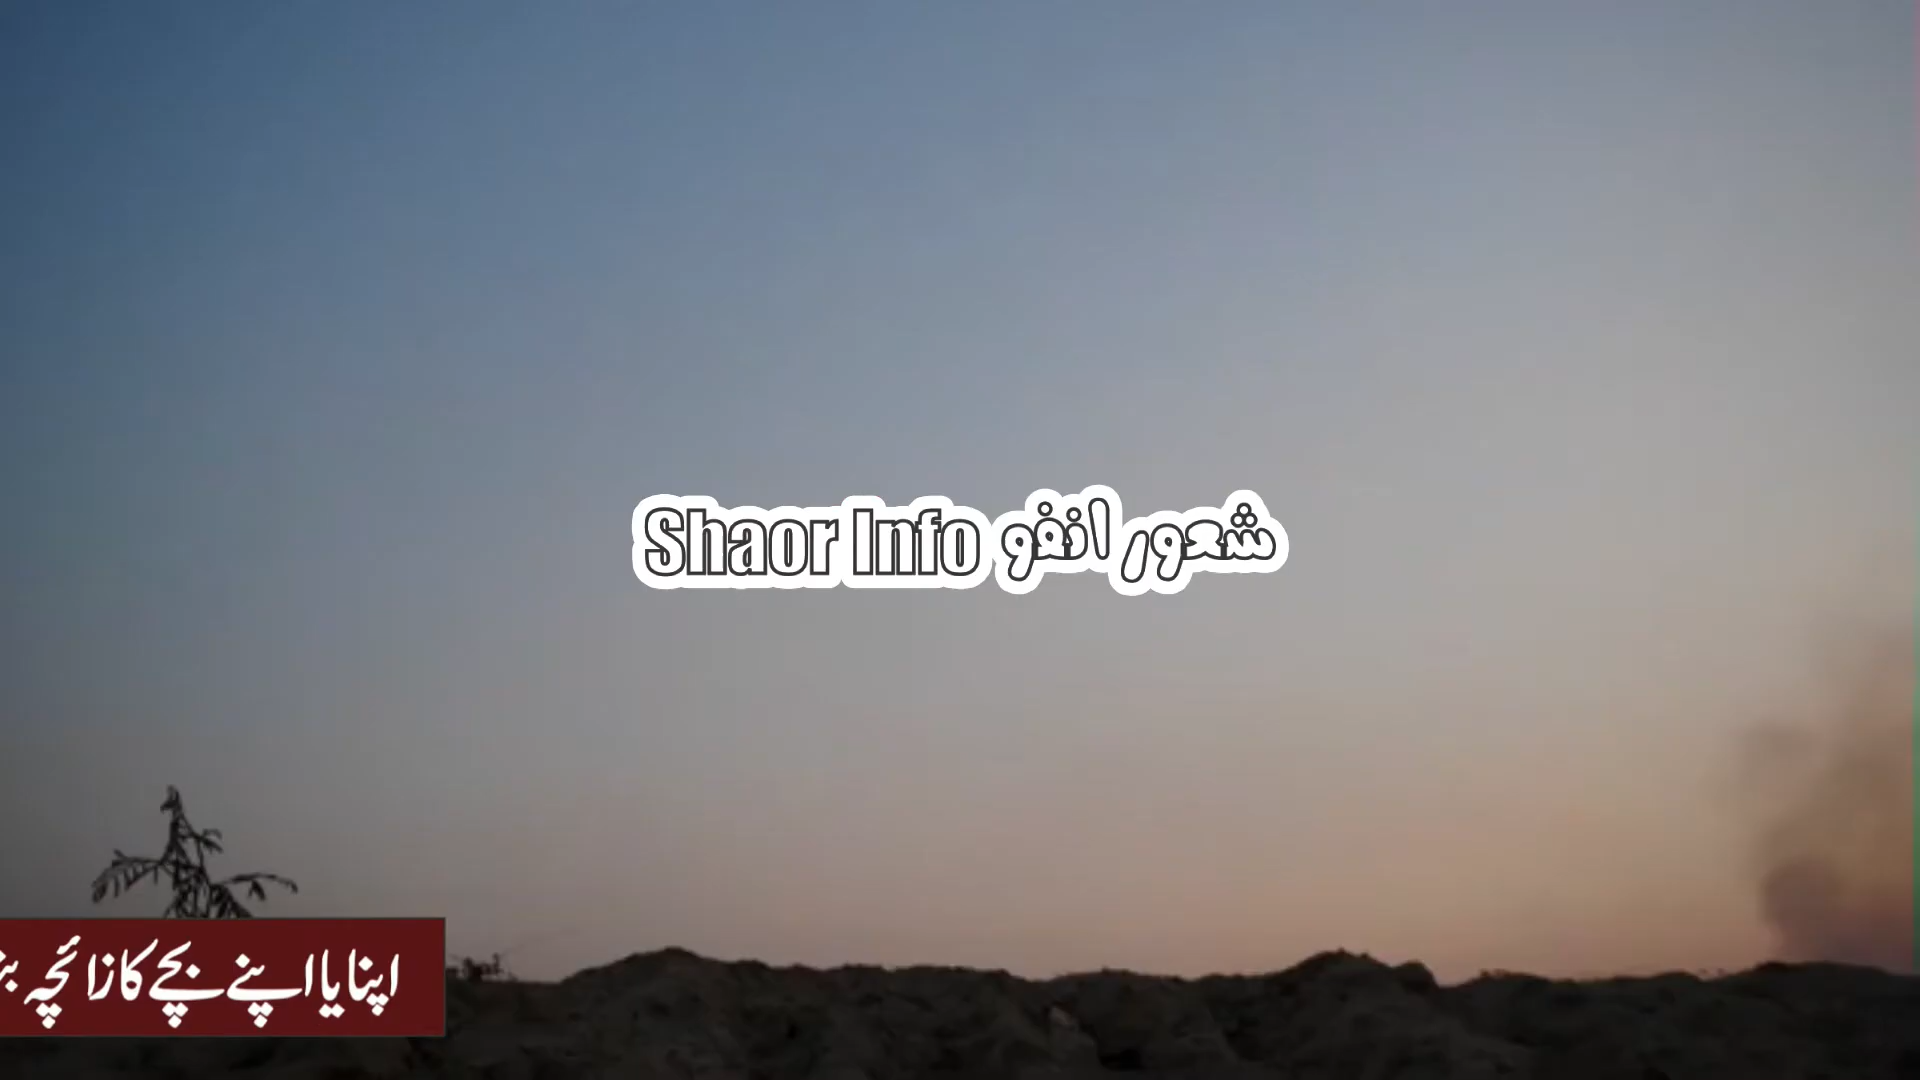 Shaor Info شعور انفو
اپنا یا اپنے بچے کا زائچہ